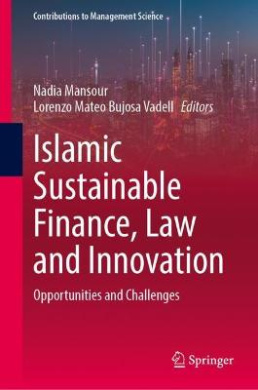 Contributions to Management Science
Nadia Mansour
Lorenzo Mateo Bujosa Vadell Editors
Islamic
Sustainable
Finance, Law
and Innovation
Opportunities and Challenges
Springer